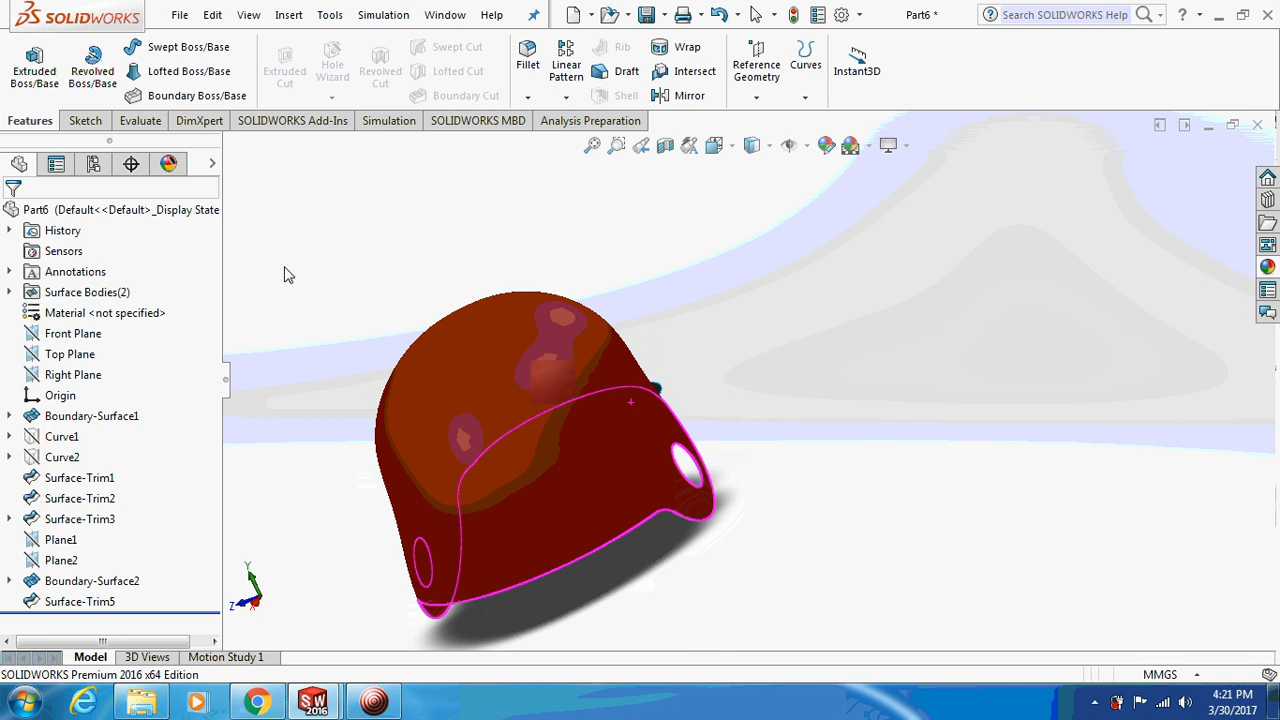 SOLIDWORKS File Edit View Insert Tools Simulation Window Help Part6 * Search SOLIDWORKS Help ?
Extruded Boss/Base
Revolved Boss/Base
Swept Boss/Base
Lofted Boss/Base
Boundary Boss/Base
Extruded Cut
Hole Wizard
Revolved Cut
Swept Cut
Lofted Cut
Boundary Cut
Fillet
Linear Pattern
Rib
Draft
Shell
Wrap
Intersect
Mirror
Reference Geometry
Curves
Instant3D
Features Sketch Evaluate DimXpert SOLIDWORKS Add-Ins Simulation SOLIDWORKS MBD Analysis Preparation
Part6 (Default<<Default>_Display State
History
Sensors
Annotations
Surface Bodies(2)
Material <not specified>
Front Plane
Top Plane
Right Plane
Origin
Boundary-Surface1
Curve1
Curve2
Surface-Trim1
Surface-Trim2
Surface-Trim3
Plane1
Plane2
Boundary-Surface2
Surface-Trim5
Y
Z X
Model 3D Views Motion Study 1
SOLIDWORKS Premium 2016 x64 Edition MMGS
SW
2016
4:21 PM
3/30/2017